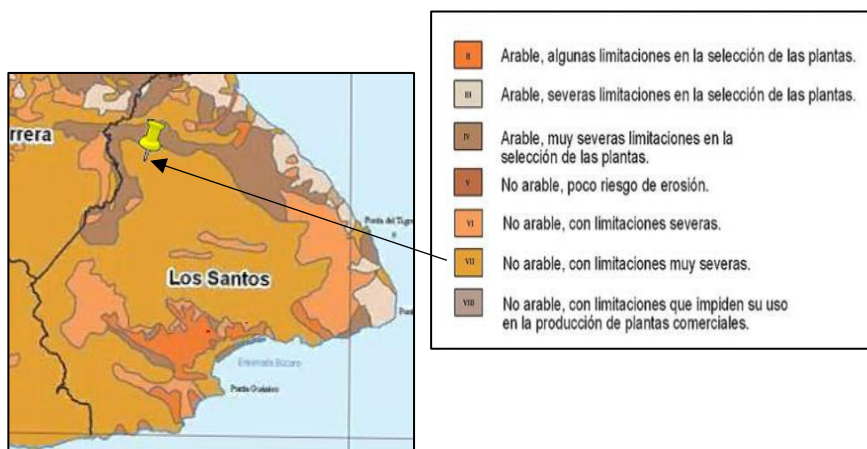 rrera
Los Santos
Punta del Tigre
Ensenada Búcaro
Punta Guánico
II
Arable, algunas limitaciones en la selección de las plantas.
III
Arable, severas limitaciones en la selección de las plantas.
IV
Arable, muy severas limitaciones en la
selección de las plantas.
V
No arable, poco riesgo de erosión.
VI
No arable, con limitaciones severas.
VII
No arable, con limitaciones muy severas.
VIII
No arable, con limitaciones que impiden su uso
en la producción de plantas comerciales.